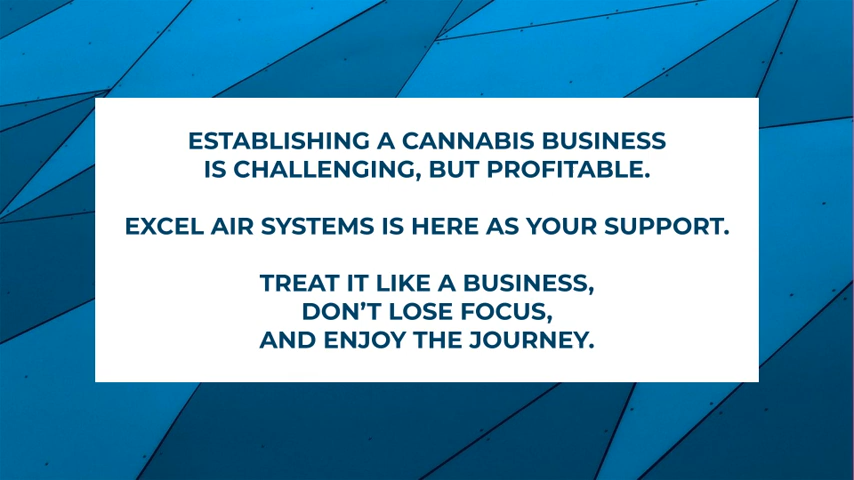 ESTABLISHING A CANNABIS BUSINESS
IS CHALLENGING, BUT PROFITABLE.
EXCEL AIR SYSTEMS IS HERE AS YOUR SUPPORT.
TREAT IT LIKE A BUSINESS,
DON’T LOSE FOCUS,
AND ENJOY THE JOURNEY.